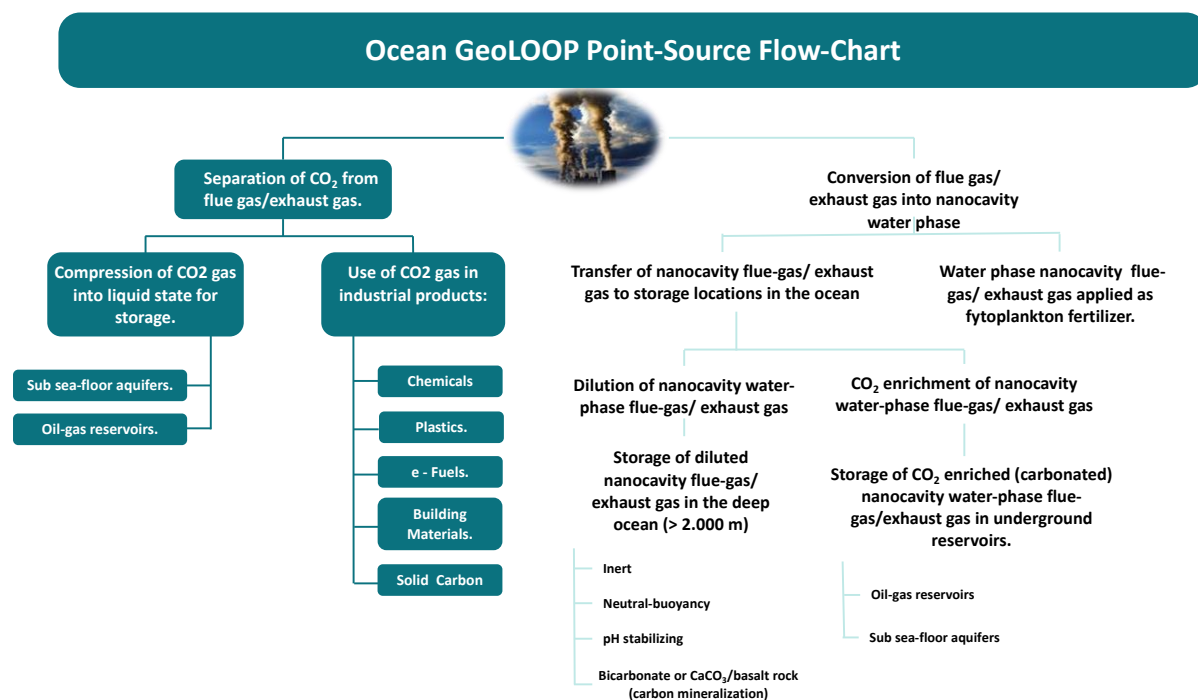 Ocean GeoLOOP Point-Source Flow-Chart
Separation of CO₂ from
flue gas/exhaust gas.
Compression of CO2 gas
into liquid state for
storage.
Sub sea-floor aquifers.
Oil-gas reservoirs.
Use of CO2 gas in
industrial products:
Chemicals
Plastics.
e - Fuels.
Building
Materials.
Solid Carbon
Conversion of flue gas/
exhaust gas into nanocavity
water phase
Transfer of nanocavity flue-gas/ exhaust
gas to storage locations in the ocean
Dilution of nanocavity water-
phase flue-gas/ exhaust gas
Storage of diluted
nanocavity flue-gas/
exhaust gas in the deep
ocean (> 2.000 m)
Inert
Neutral-buoyancy
pH stabilizing
Bicarbonate or CaCO₃/basalt rock
(carbon mineralization)
CO₂ enrichment of nanocavity
water-phase flue-gas/ exhaust gas
Storage of CO₂ enriched (carbonated)
nanocavity water-phase flue-
gas/exhaust gas in underground
reservoirs.
Oil-gas reservoirs
Sub sea-floor aquifers
Water phase nanocavity flue-
gas/ exhaust gas applied as
fytoplankton fertilizer.